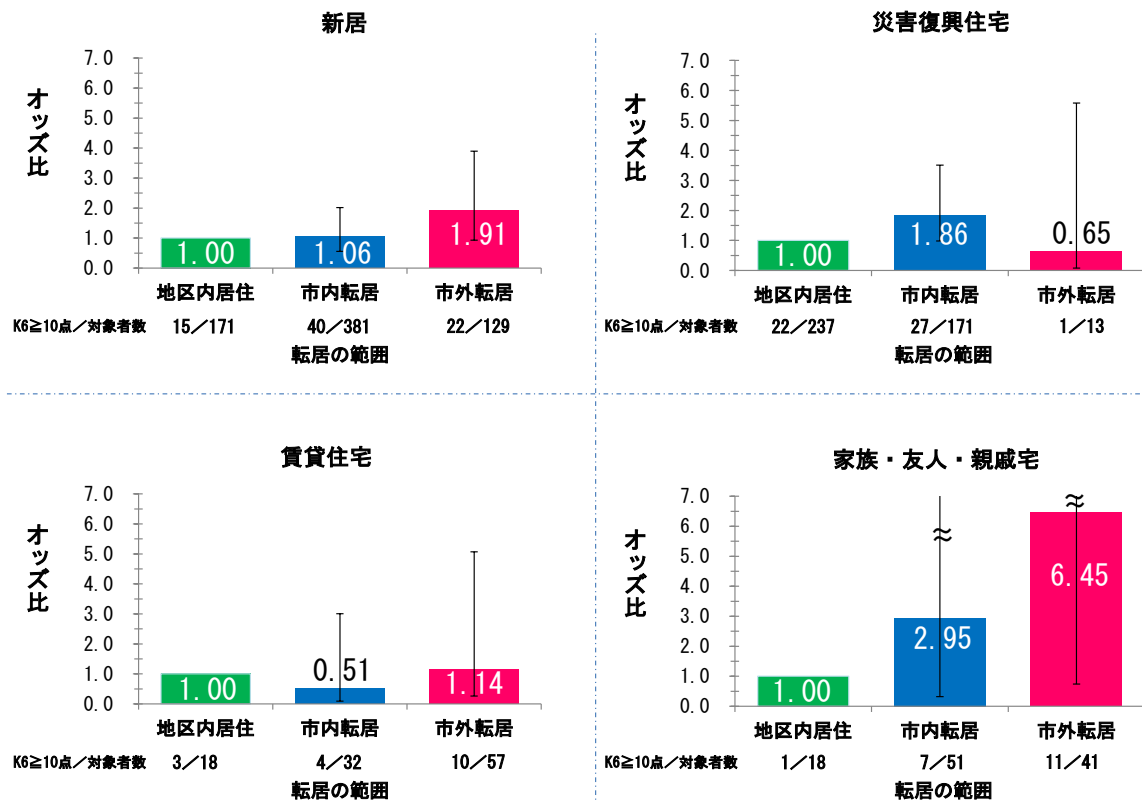 新居
オッズ比
7.0
6.0
5.0
4.0
3.0
2.0
1.0
0.0
1.00
1.06
1.91
地区内居住 市内転居 市外転居
K6≧10点／対象者数 15／171 40／381 22／129
転居の範囲
災害復興住宅
オッズ比
7.0
6.0
5.0
4.0
3.0
2.0
1.0
0.0
1.00
1.86
0.65
地区内居住 市内転居 市外転居
K6≧10点／対象者数 22／237 27／171 1／13
転居の範囲
賃貸住宅
オッズ比
7.0
6.0
5.0
4.0
3.0
2.0
1.0
0.0
1.00
0.51
1.14
地区内居住 市内転居 市外転居
K6≧10点／対象者数 3／18 4／32 10／57
転居の範囲
家族・友人・親戚宅
オッズ比
7.0
6.0
5.0
4.0
3.0
2.0
1.0
0.0
1.00
2.95
6.45
地区内居住 市内転居 市外転居
K6≧10点／対象者数 1／18 7／51 11／41
転居の範囲